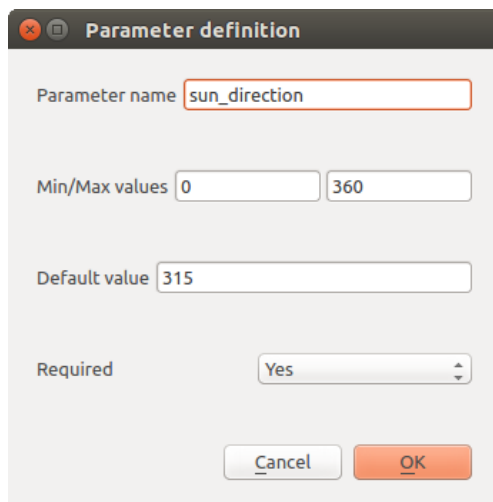 Parameter definition
Parameter name sun_direction
Min/Max values 0 360
Default value 315
Required Yes
Cancel OK